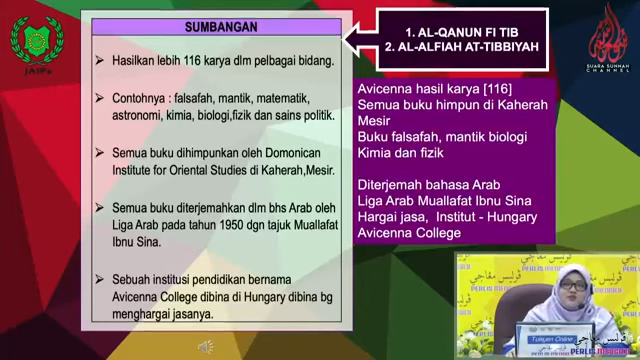 SUMBANGAN
➢ Hasilkan lebih 116 karya dlm pelbagai bidang.
➢ Contohnya : falsafah, mantik, matematik,
astronomi, kimia, biologi,fizik dan sains politik.
➢ Semua buku dihimpunkan oleh Domonican
Institute for Oriental Studies di Kaherah,Mesir.
➢ Semua buku diterjemahkan dlm bhs Arab oleh
Liga Arab pada tahun 1950 dgn tajuk Muallafat
Ibnu Sina.
➢ Sebuah institusi pendidikan bernama
Avicenna College dibina di Hungary dibina bg
menghargai jasanya.
1. AL-QANUN FI TIB
2. AL-ALFIAH AT-TIBBIYAH
Avicenna hasil karya [116]
Semua buku himpun di Kaherah
Mesir
Buku falsafah, mantik biologi
Kimia dan fizik
Diterjemah bahasa Arab
Liga Arab Muallafat Ibnu Sina
Hargai jasa, Institut - Hungary
Avicenna College
JAIPs
SUARA SUNNAH
CHANNEL
Tuisyen Online